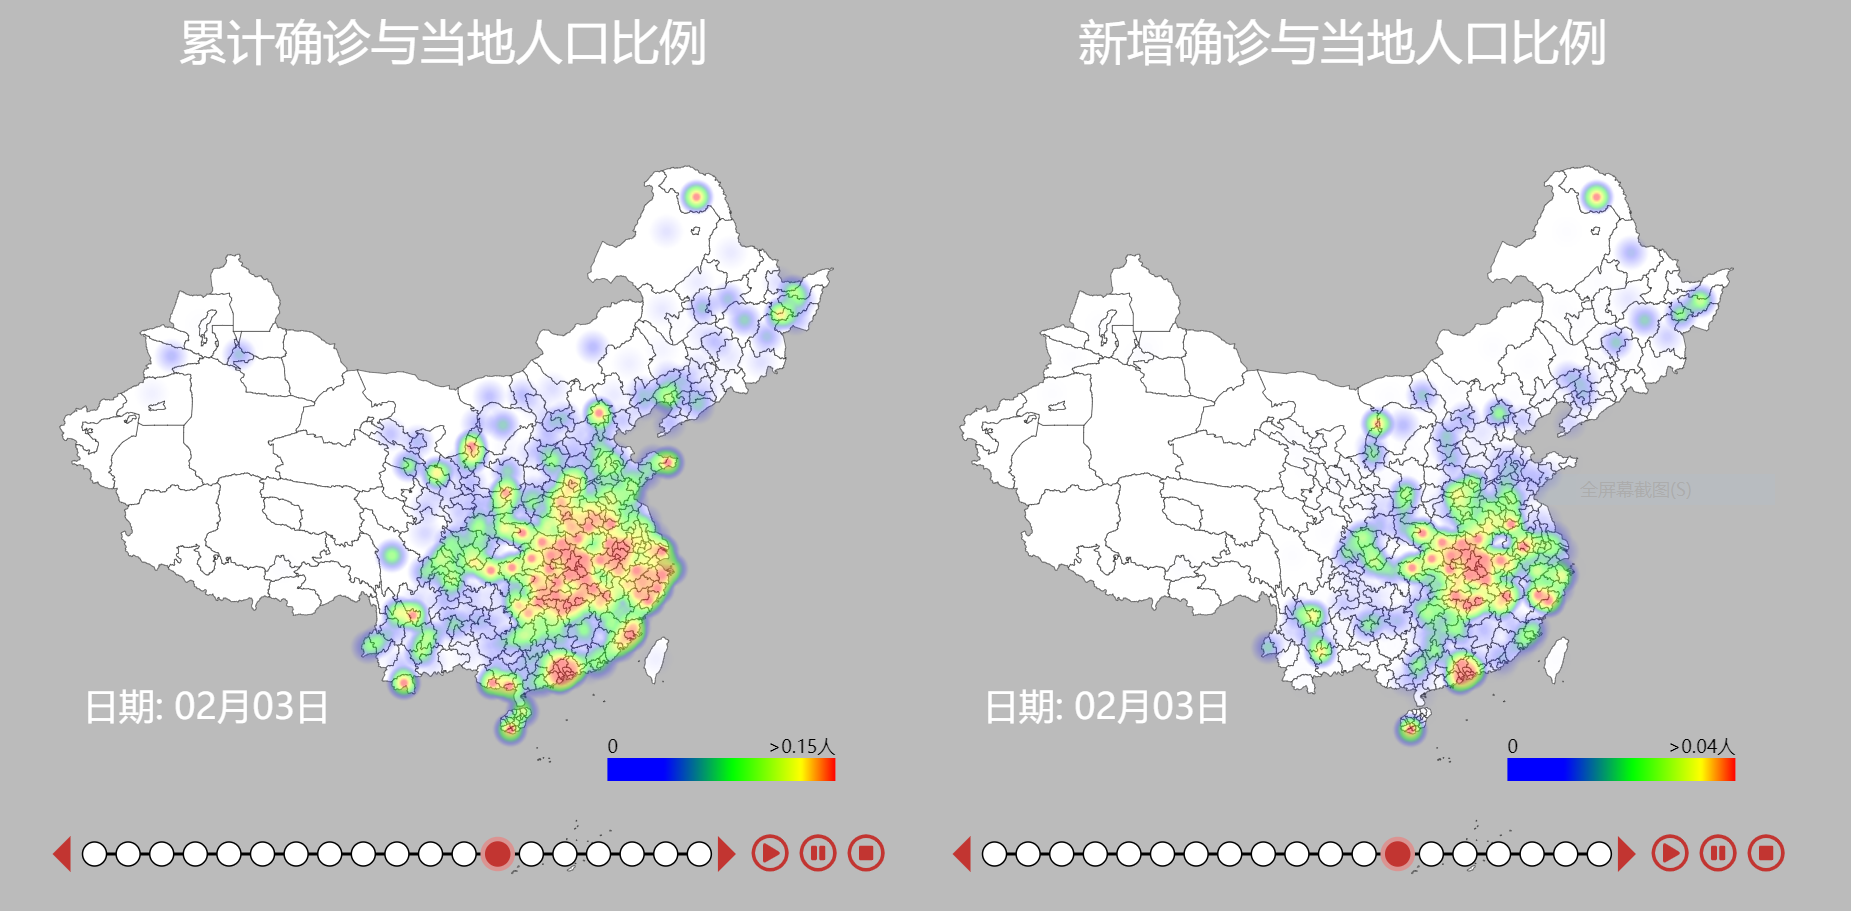 累计确诊与当地人口比例
新增确诊与当地人口比例
全屏幕截图(S)
日期: 02月03日
日期: 02月03日
0 >0.15人
0 >0.04人